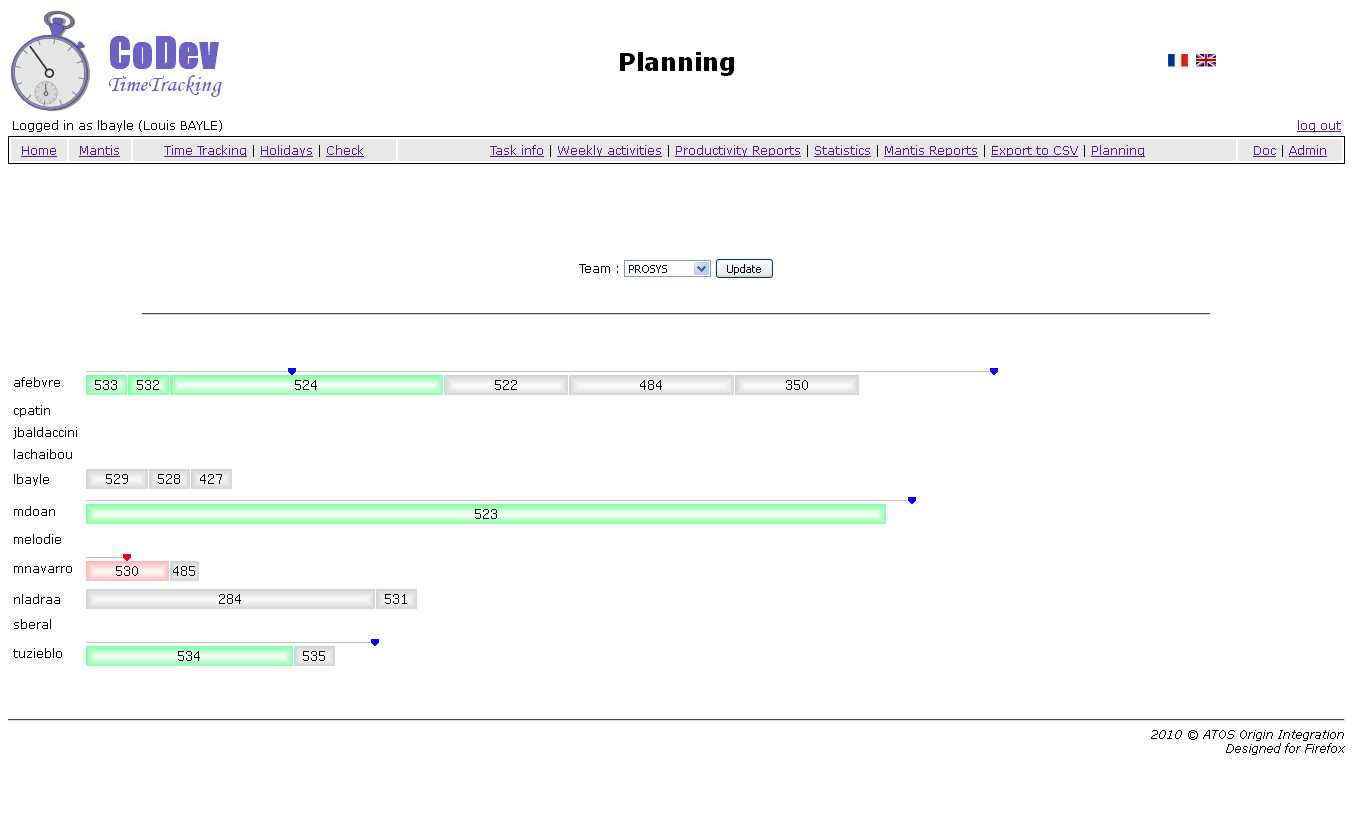 CoDev
TimeTracking
Planning
Logged in as lbayle (Louis BAYLE)
log out
Home Mantis Time Tracking | Holidays | Check Task info | Weekly activities | Productivity Reports | Statistics | Mantis Reports | Export to CSV | Planning Doc | Admin
Team : PROSYS Update
afebvre 533 532 524 522 484 350
cpatin
jbaldaccini
lachaibou
lbayle 529 528 427
mdoan 523
melodie
mnavarro 530 485
nladraa 284 531
sberal
tuzieblo 534 535
2010 © ATOS Origin Integration
Designed for Firefox